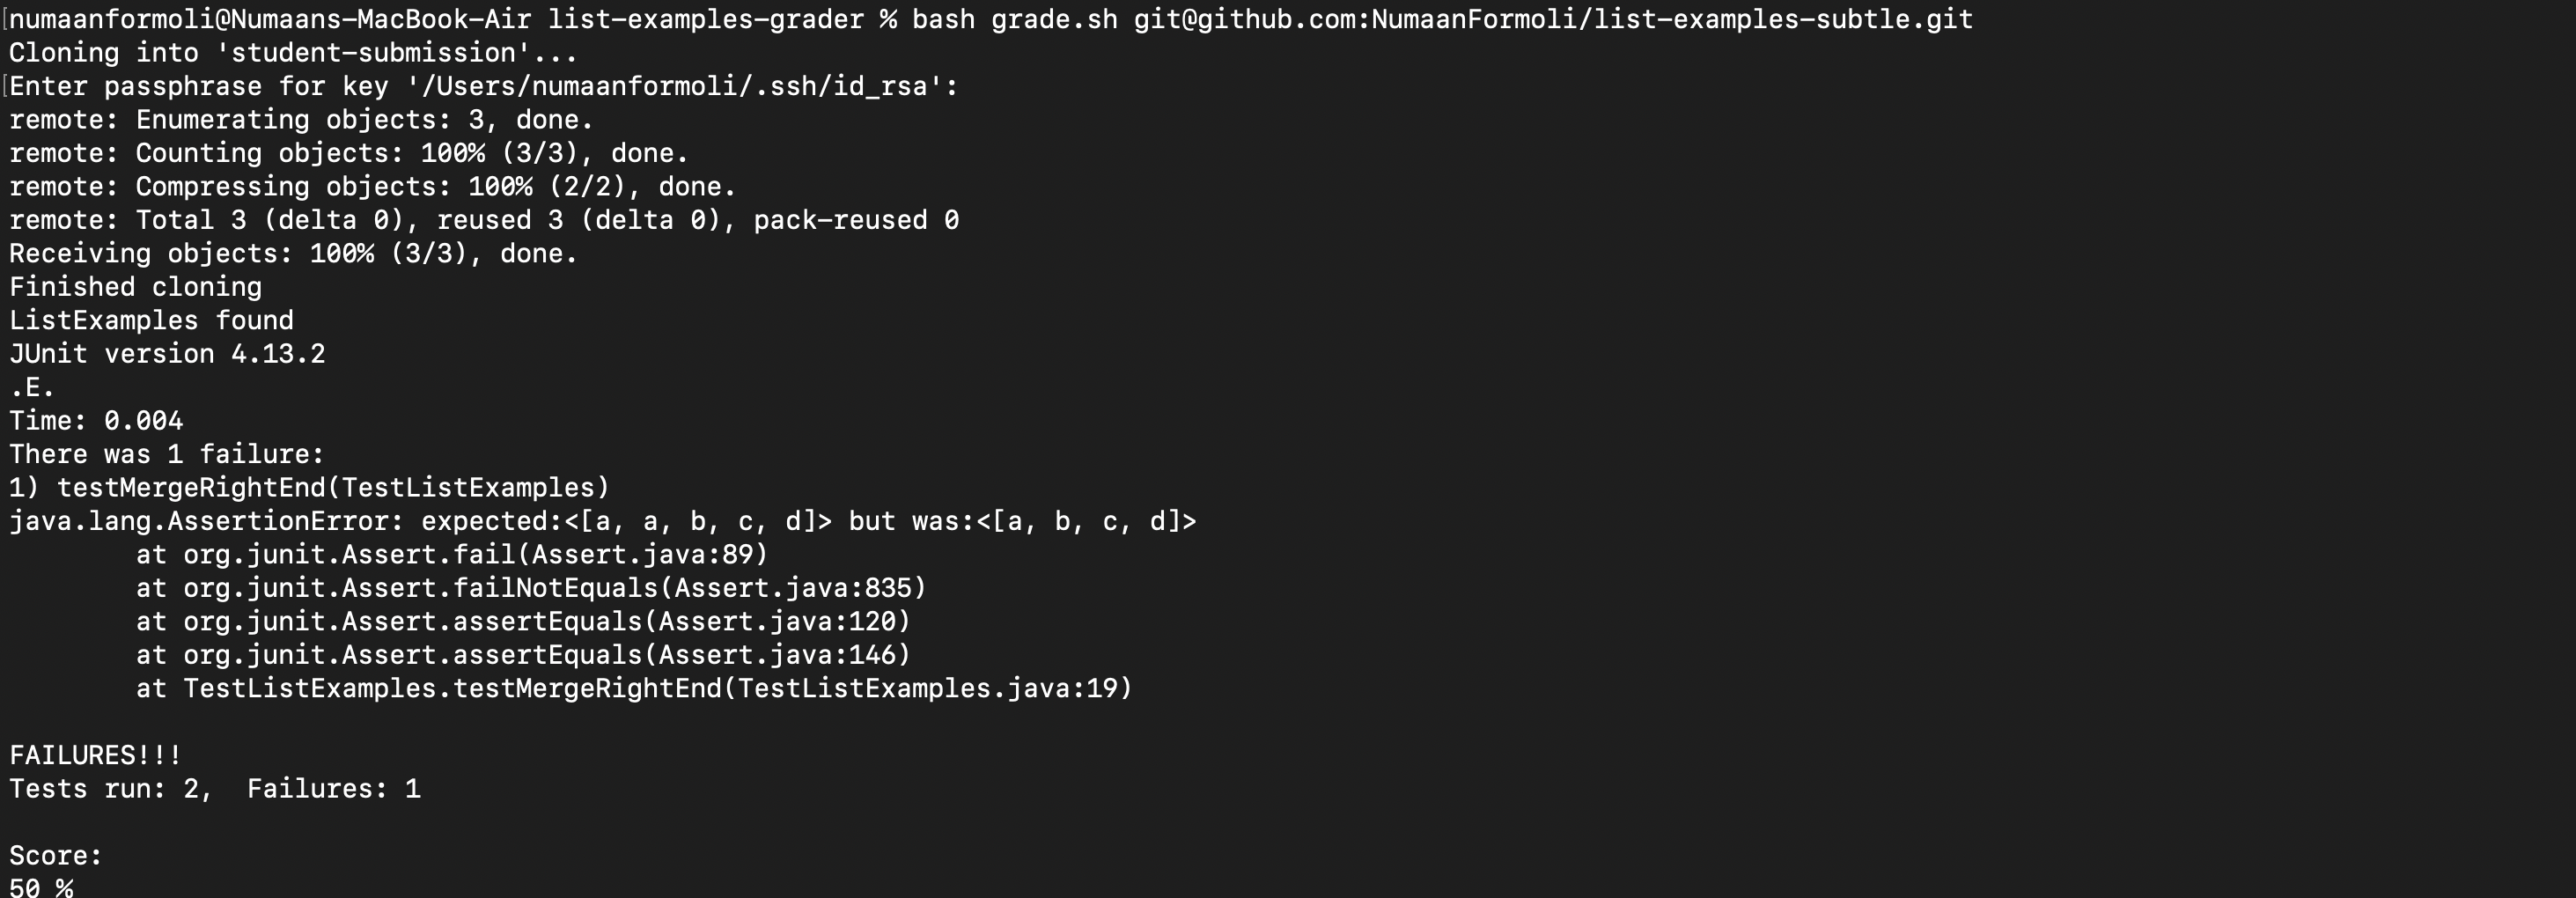 [numaanformoli@Numaans-MacBook-Air list-examples-grader % bash grade.sh git@github.com:NumaanFormoli/list-examples-subtle.git
Cloning into 'student-submission'...
[Enter passphrase for key '/Users/numaanformoli/.ssh/id_rsa':
remote: Enumerating objects: 3, done.
remote: Counting objects: 100% (3/3), done.
remote: Compressing objects: 100% (2/2), done.
remote: Total 3 (delta 0), reused 3 (delta 0), pack-reused 0
Receiving objects: 100% (3/3), done.
Finished cloning
ListExamples found
JUnit version 4.13.2
.E.
Time: 0.004
There was 1 failure:
1) testMergeRightEnd(TestListExamples)
java.lang.AssertionError: expected:<[a, a, b, c, d]> but was:<[a, b, c, d]>
        at org.junit.Assert.fail(Assert.java:89)
        at org.junit.Assert.failNotEquals(Assert.java:835)
        at org.junit.Assert.assertEquals(Assert.java:120)
        at org.junit.Assert.assertEquals(Assert.java:146)
        at TestListExamples.testMergeRightEnd(TestListExamples.java:19)

FAILURES!!!
Tests run: 2,  Failures: 1

Score:
50 %